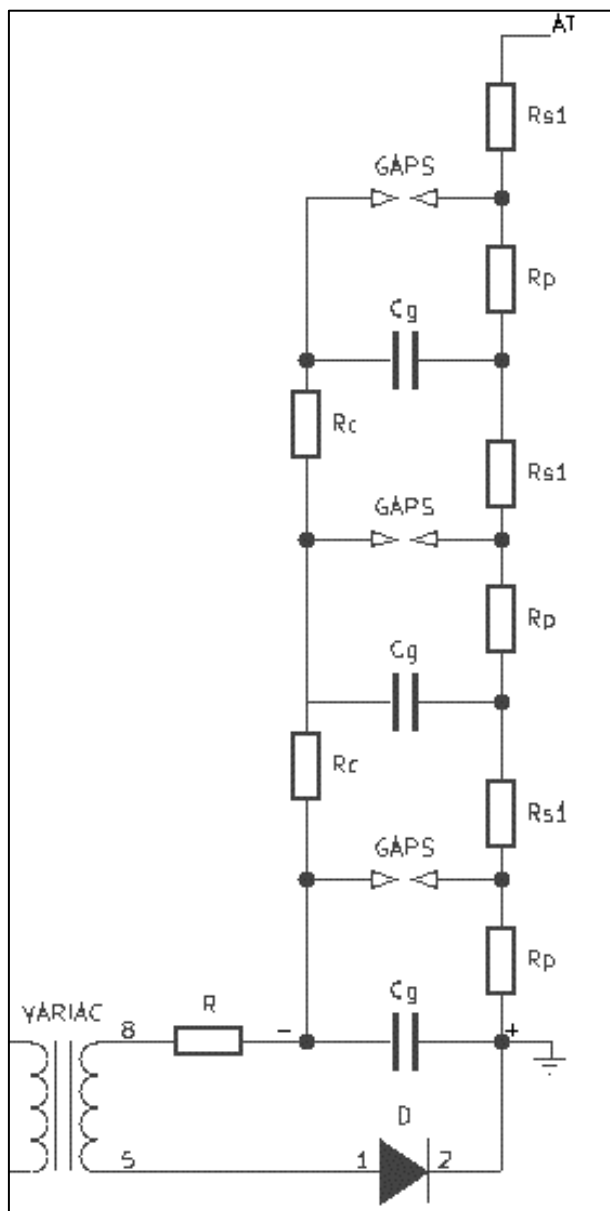 AT
Rs1
GAPS
Rp
Cg
Rc
Rs1
GAPS
Rp
Cg
Rc
Rs1
GAPS
Rp
VARIAC
8
R
-
Cg
+
D
5
1
2